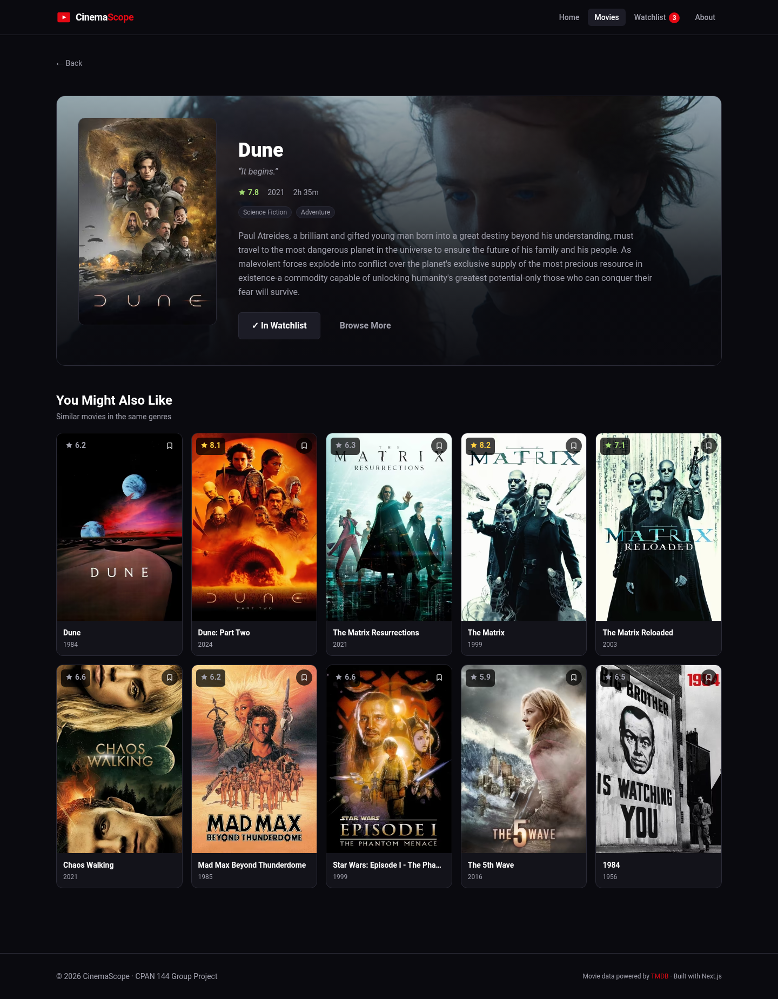 CinemaScope
Home Movies Watchlist 3 About
← Back
DUNE
Dune
“It begins.”
★ 7.8 2021 2h 35m
Science Fiction Adventure
Paul Atreides, a brilliant and gifted young man born into a great destiny beyond his understanding, must
travel to the most dangerous planet in the universe to ensure the future of his family and his people. As
malevolent forces explode into conflict over the planet's exclusive supply of the most precious resource in
existence-a commodity capable of unlocking humanity's greatest potential-only those who can conquer their
fear will survive.
✓ In Watchlist Browse More
You Might Also Like
Similar movies in the same genres
★ 6.2
DUNE
Dune
1984
★ 8.1
DUNE
PART TWO
Dune: Part Two
2024
★ 6.3
THE
MATRIX
RESURRECTIONS
The Matrix Resurrections
2021
★ 8.2
THE
MATRIX
The Matrix
1999
★ 7.1
THE
MATRIX
RELOADED
The Matrix Reloaded
2003
★ 6.6
CHAOS
WALKING
Chaos Walking
2021
★ 6.2
MAD MAX
BEYOND THUNDERDOME
Mad Max Beyond Thunderdome
1985
★ 6.6
STAR WARS
EPISODE I
THE PHANTOM MENACE
Star Wars: Episode I - The Pha...
1999
★ 5.9
THE 5TH WAVE
The 5th Wave
2016
★ 6.5
1984
BIG BROTHER
IS WATCHING
YOU
1984
1956
© 2026 CinemaScope · CPAN 144 Group Project
Movie data powered by TMDB · Built with Next.js